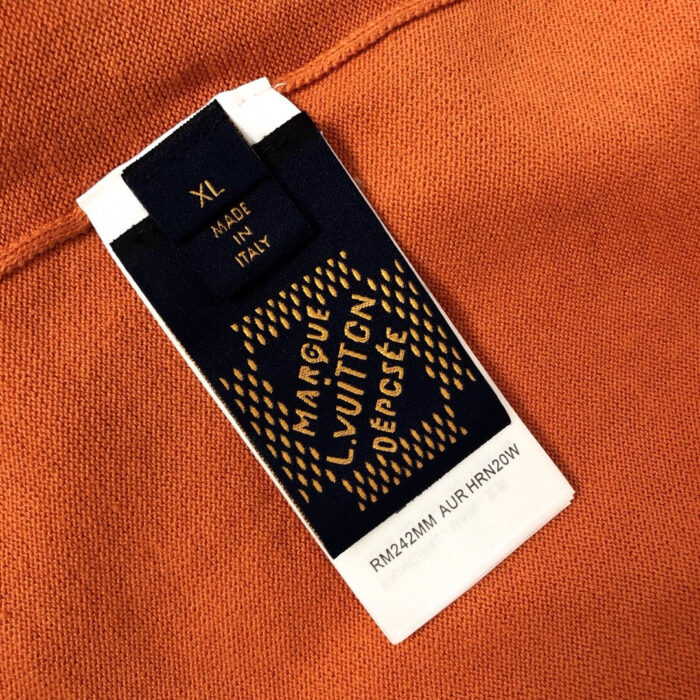 XL
MADE
IN
ITALY
MARQUE
L.VUITTON
DÉPOSÉE
RM242MM AUR HRN20W